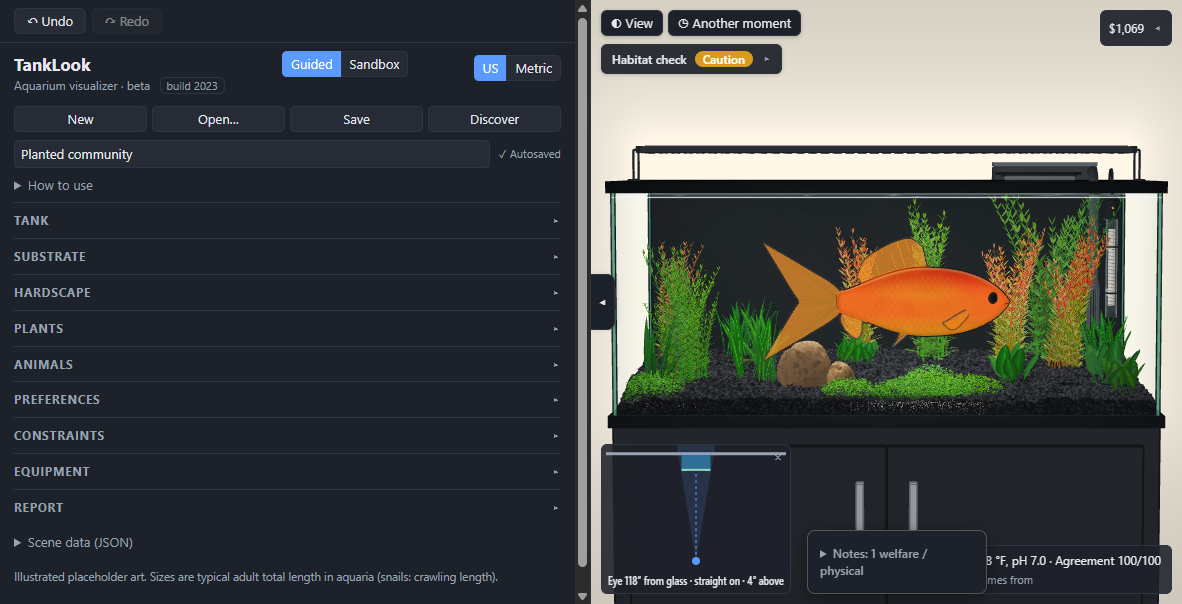 Undo
Redo
TankLook
Guided
Sandbox
US
Metric
Aquarium visualizer · beta
build 2023
New
Open...
Save
Discover
Planted community
✓ Autosaved
How to use
TANK
SUBSTRATE
HARDSCAPE
PLANTS
ANIMALS
PREFERENCES
CONSTRAINTS
EQUIPMENT
REPORT
Scene data (JSON)
Illustrated placeholder art. Sizes are typical adult total length in aquaria (snails: crawling length).
View
Another moment
$1,069
Habitat check
Caution
Eye 118" from glass · straight on · 4° above
Notes: 1 welfare /
physical
8 °F, pH 7.0 · Agreement 100/100
mes from